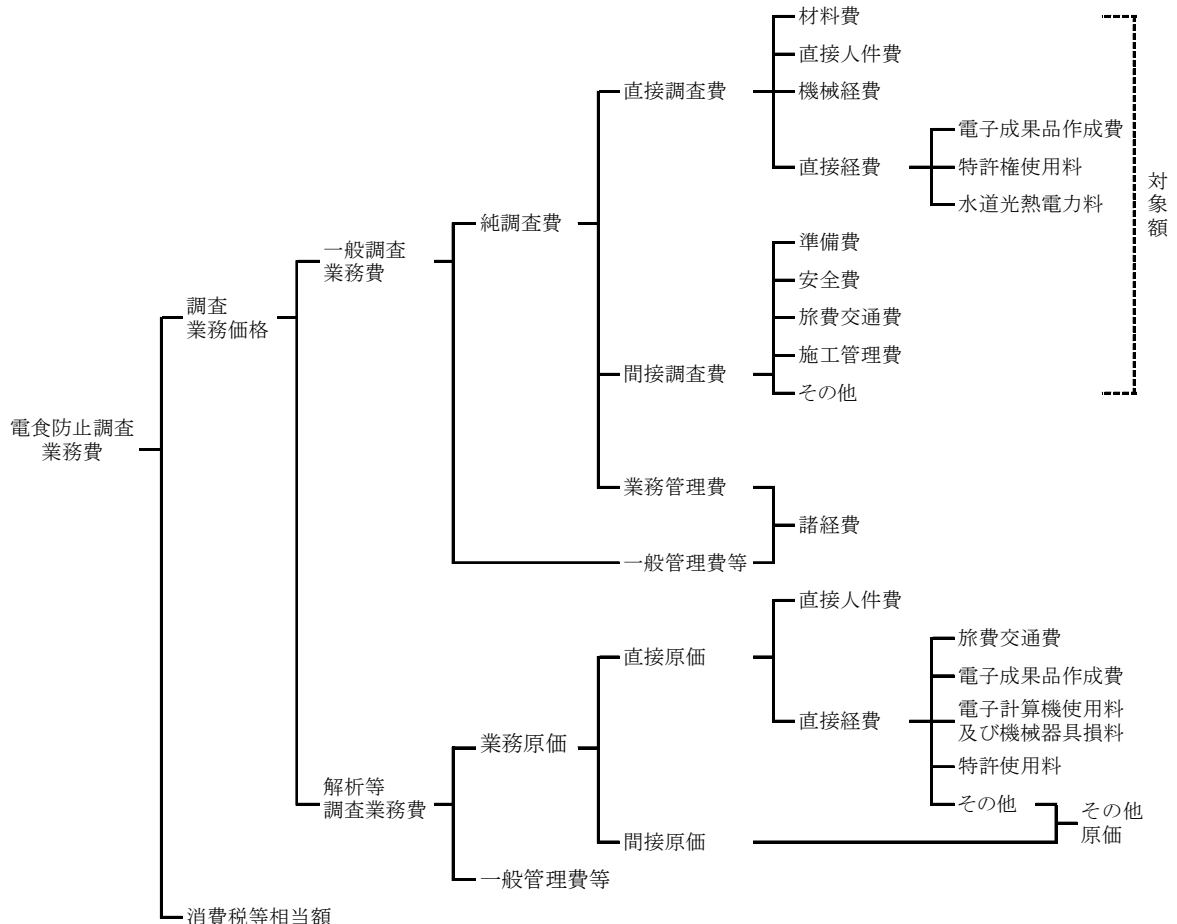 材料費
直接人件費
直接調査費
機械経費
電子成果品作成費
直接経費
特許権使用料
水道光熱電力料
対象額
純調査費
準備費
一般調査
業務費
安全費
調査
業務価格
旅費交通費
施工管理費
間接調査費
その他
電食防止調査
業務費
業務管理費
諸経費
一般管理費等
直接人件費
旅費交通費
直接原価
電子成果品作成費
電子計算機使用料
及び機械器具損料
直接経費
業務原価
特許使用料
解析等
調査業務費
その他
その他
原価
間接原価
一般管理費等
消費税等相当額